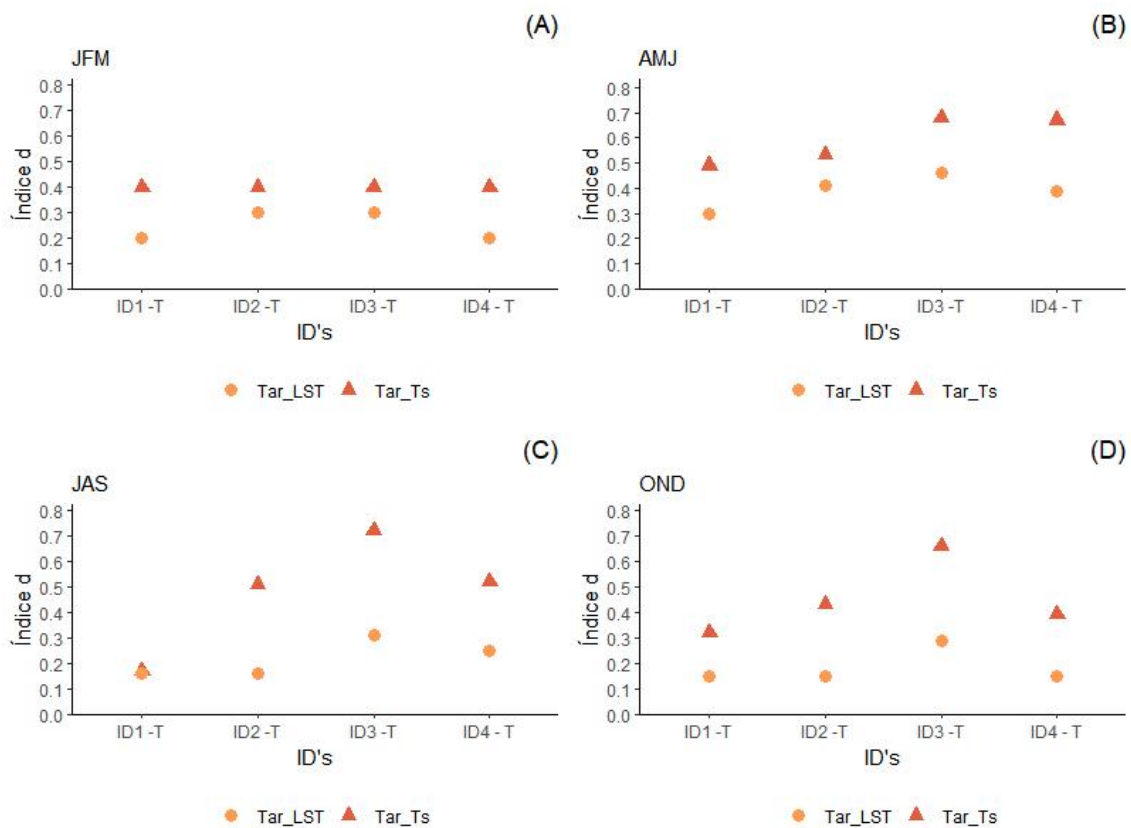 (A)
JFM
0.8
0.7
0.6
0.5
0.4
0.3
0.2
0.1
0.0
Índice d
ID1 -T ID2 -T ID3 -T ID4 - T
ID's
Tar_LST Tar_Ts
(B)
AMJ
0.8
0.7
0.6
0.5
0.4
0.3
0.2
0.1
0.0
Índice d
ID1 -T ID2 -T ID3 -T ID4 - T
ID's
Tar_LST Tar_Ts
(C)
JAS
0.8
0.7
0.6
0.5
0.4
0.3
0.2
0.1
0.0
Índice d
ID1 -T ID2 -T ID3 -T ID4 - T
ID's
Tar_LST Tar_Ts
(D)
OND
0.8
0.7
0.6
0.5
0.4
0.3
0.2
0.1
0.0
Índice d
ID1 -T ID2 -T ID3 -T ID4 - T
ID's
Tar_LST Tar_Ts